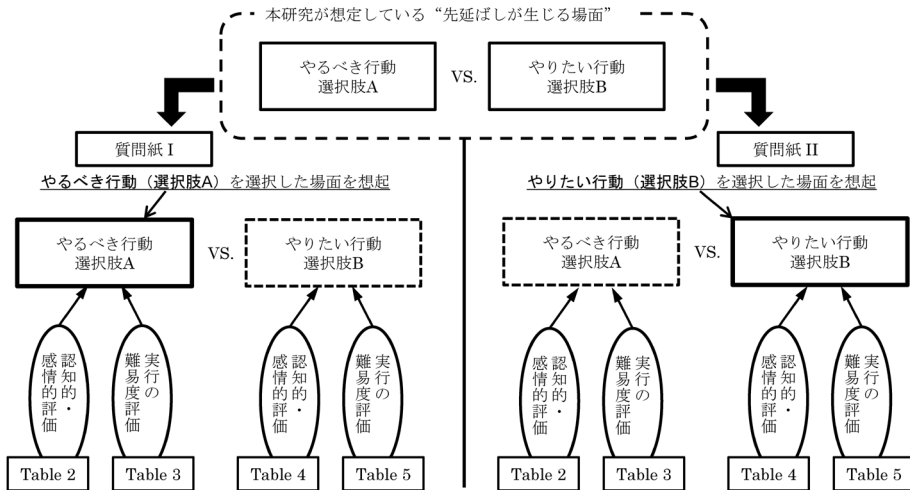 本研究が想定している“先延ばしが生じる場面”
やるべき行動
選択肢A
VS.
やりたい行動
選択肢B
質問紙 I
質問紙 II
やるべき行動（選択肢A）を選択した場面を想起
やりたい行動（選択肢B）を選択した場面を想起
やるべき行動
選択肢A
VS.
やりたい行動
選択肢B
やるべき行動
選択肢A
VS.
やりたい行動
選択肢B
認知的・
感情的評価
実行の
難易度評価
認知的・
感情的評価
実行の
難易度評価
認知的・
感情的評価
実行の
難易度評価
認知的・
感情的評価
実行の
難易度評価
Table 2
Table 3
Table 4
Table 5
Table 2
Table 3
Table 4
Table 5